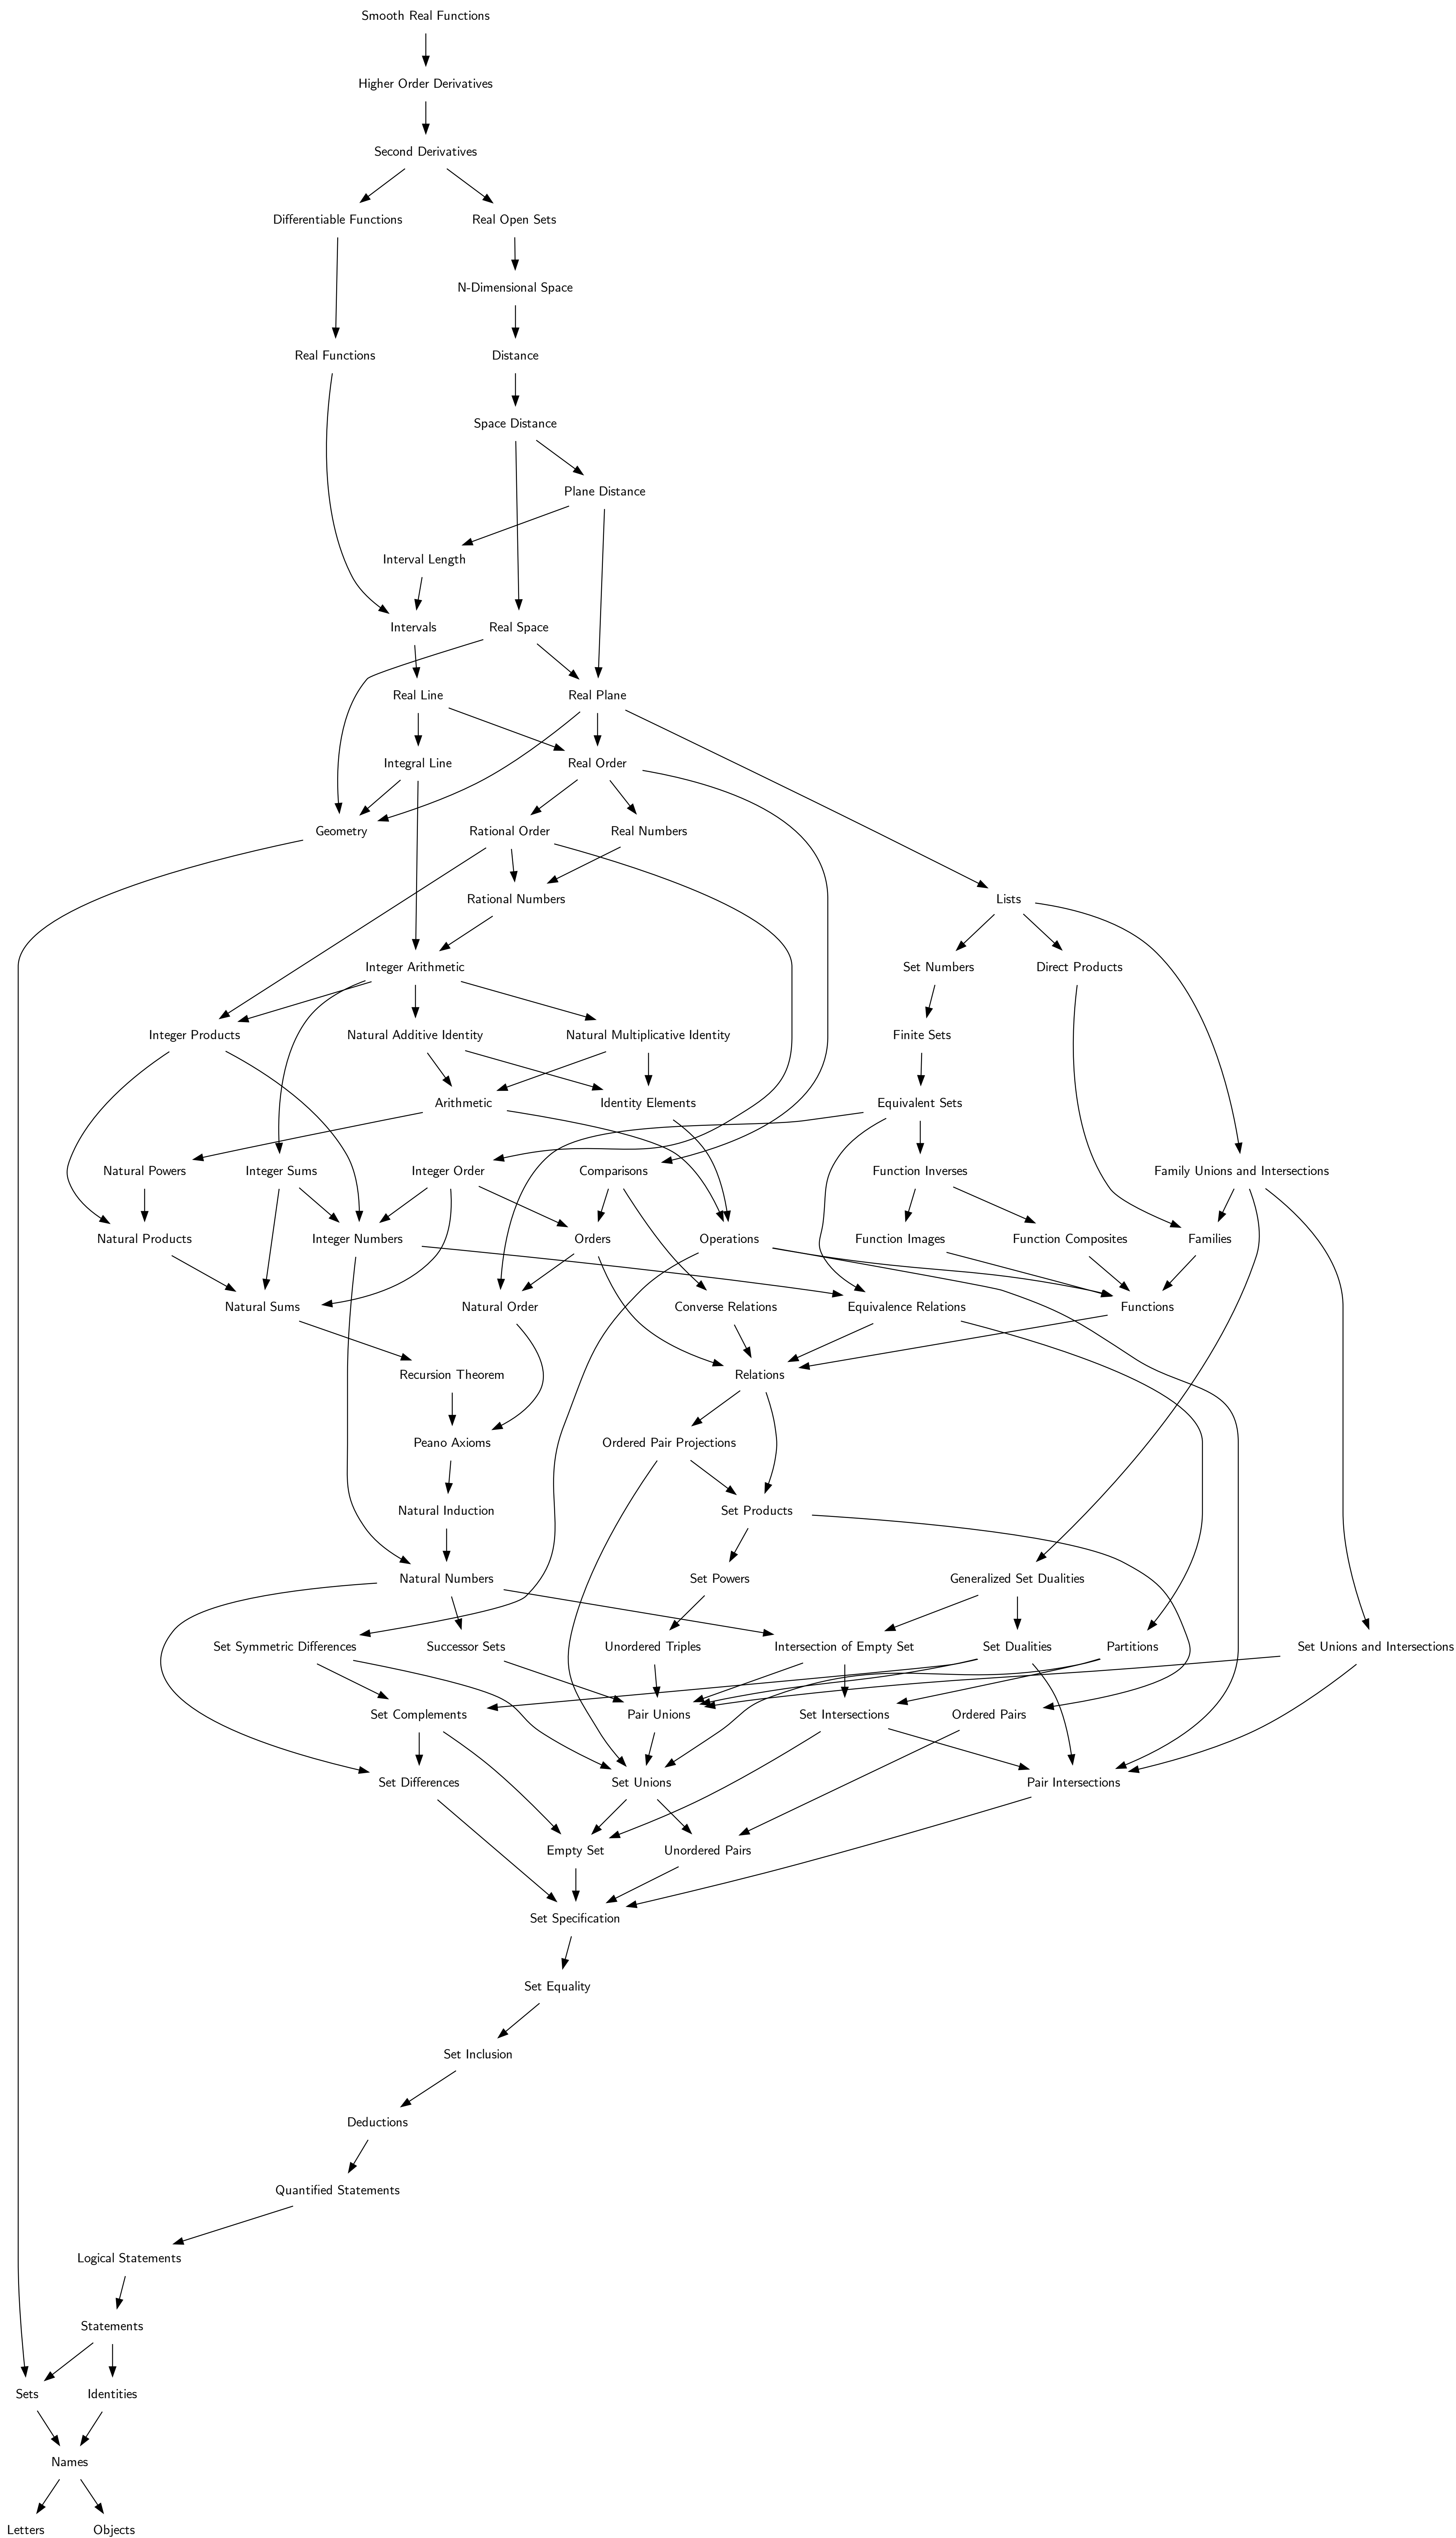 Smooth Real Functions
Higher Order Derivatives
Second Derivatives
Differentiable Functions
Real Open Sets
N-Dimensional Space
Real Functions
Distance
Space Distance
Plane Distance
Interval Length
Intervals
Real Space
Real Line
Real Plane
Integral Line
Real Order
Geometry
Rational Order
Real Numbers
Rational Numbers
Lists
Integer Arithmetic
Set Numbers
Direct Products
Integer Products
Natural Additive Identity
Natural Multiplicative Identity
Finite Sets
Arithmetic
Identity Elements
Equivalent Sets
Natural Powers
Integer Sums
Integer Order
Comparisons
Function Inverses
Family Unions and Intersections
Natural Products
Integer Numbers
Orders
Operations
Function Images
Function Composites
Families
Natural Sums
Natural Order
Converse Relations
Equivalence Relations
Functions
Recursion Theorem
Relations
Peano Axioms
Ordered Pair Projections
Natural Induction
Set Products
Natural Numbers
Set Powers
Generalized Set Dualities
Set Symmetric Differences
Successor Sets
Unordered Triples
Intersection of Empty Set
Set Dualities
Partitions
Set Unions and Intersections
Set Complements
Pair Unions
Set Intersections
Ordered Pairs
Set Differences
Set Unions
Pair Intersections
Empty Set
Unordered Pairs
Set Specification
Set Equality
Set Inclusion
Deductions
Quantified Statements
Logical Statements
Statements
Sets
Identities
Names
Letters
Objects